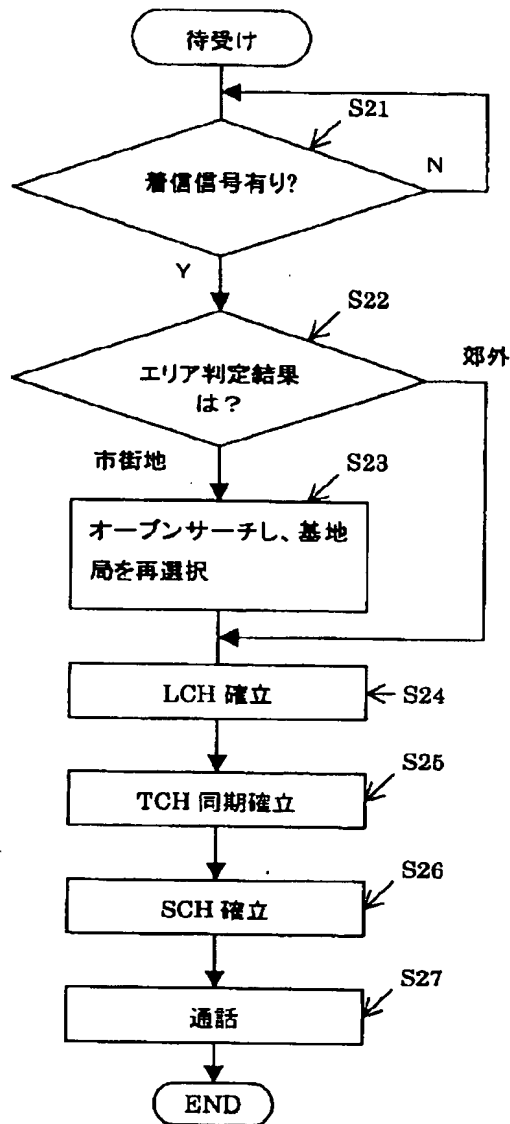 待受け
S21
着信信号有り?
N
Y
S22
エリア判定結果
は?
郊外
市街地
S23
オープンサーチし、基地
局を再選択
LCH 確立
S24
S25
TCH 同期確立
S26
SCH 確立
S27
通話
END